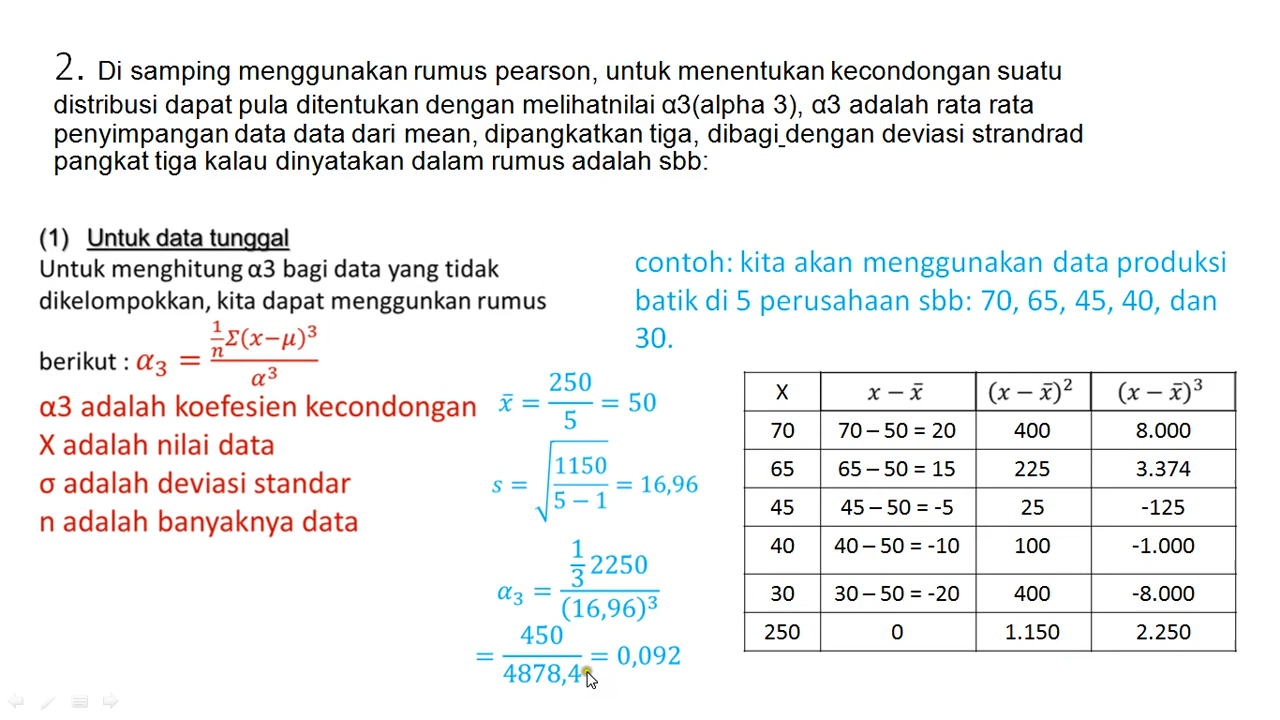 2. Di samping menggunakan rumus pearson, untuk menentukan kecondongan suatu
distribusi dapat pula ditentukan dengan melihatnilai α3(alpha 3), α3 adalah rata rata
penyimpangan data data dari mean, dipangkatkan tiga, dibagi dengan deviasi strandrad
pangkat tiga kalau dinyatakan dalam rumus adalah sbb:
(1) Untuk data tunggal
Untuk menghitung α3 bagi data yang tidak
dikelompokkan, kita dapat menggunkan rumus
berikut : α₃ = (1/n Σ(x−μ)³)/α³
α3 adalah koefesien kecondongan
X adalah nilai data
σ adalah deviasi standar
n adalah banyaknya data
contoh: kita akan menggunakan data produksi
batik di 5 perusahaan sbb: 70, 65, 45, 40, dan
30.
x̄ = 250/5 = 50
s = √(1150/(5 − 1)) = 16,96
α₃ = (1/3 2250)/(16,96)³
= 450/4878,4 = 0,092
X x − x̄ (x − x̄)² (x − x̄)³
70 70 – 50 = 20 400 8.000
65 65 – 50 = 15 225 3.374
45 45 – 50 = -5 25 -125
40 40 – 50 = -10 100 -1.000
30 30 – 50 = -20 400 -8.000
250 0 1.150 2.250